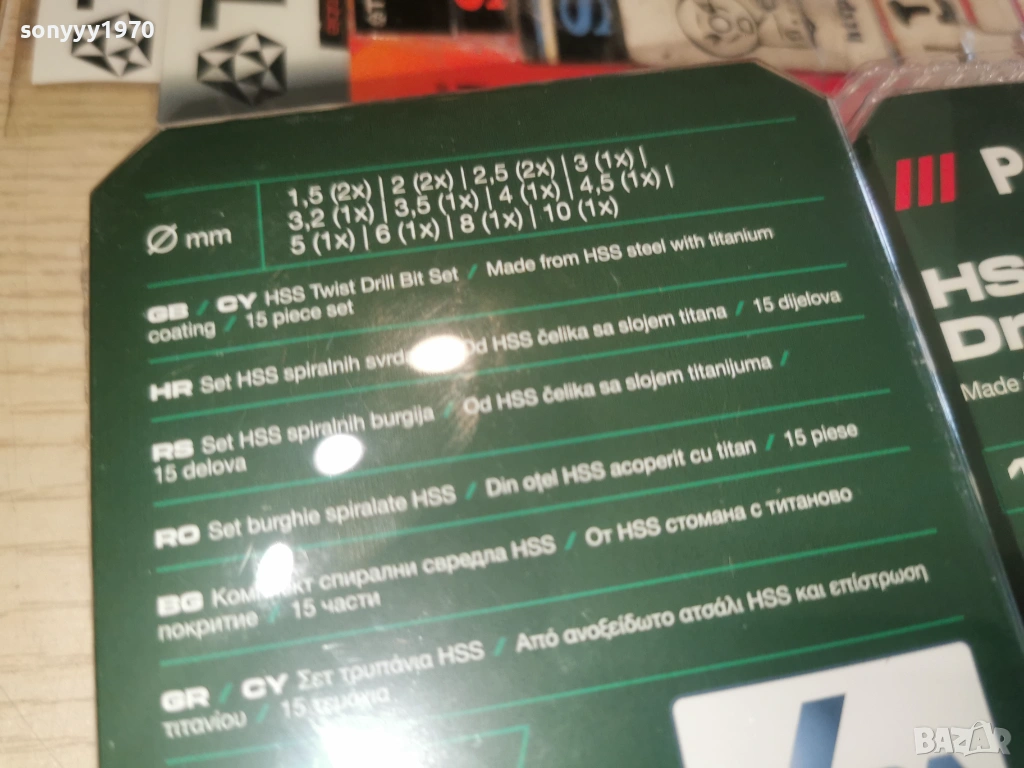 sonyyy1970
Ø mm
1,5 (2x) | 2 (2x) | 2,5 (2x) | 3 (1x) |
3,2 (1x) | 3,5 (1x) | 4 (1x) | 4,5 (1x) |
5 (1x) | 6 (1x) | 8 (1x) | 10 (1x)
GB / CY HSS Twist Drill Bit Set / Made from HSS steel with titanium
coating / 15 piece set
HR Set HSS spiralnih HSS čelika sa slojem titana / 15 dijelova
RS Set HSS spiralnih burgija / Od HSS čelika sa slojem titanijuma /
15 delova
RO Set burghie spiralate HSS / Din oțel HSS acoperit cu titan / 15 piese
BG Комплект спирални свредла HSS / От HSS стомана с титаново
покритие / 15 части
GR / CY Σετ τρυπάνια HSS / Από ανοξείδωτο ατσάλι HSS και επίστρωση
τιτανίου / 15 τεμάχια
P
HS
Dr
Made
BAZAR